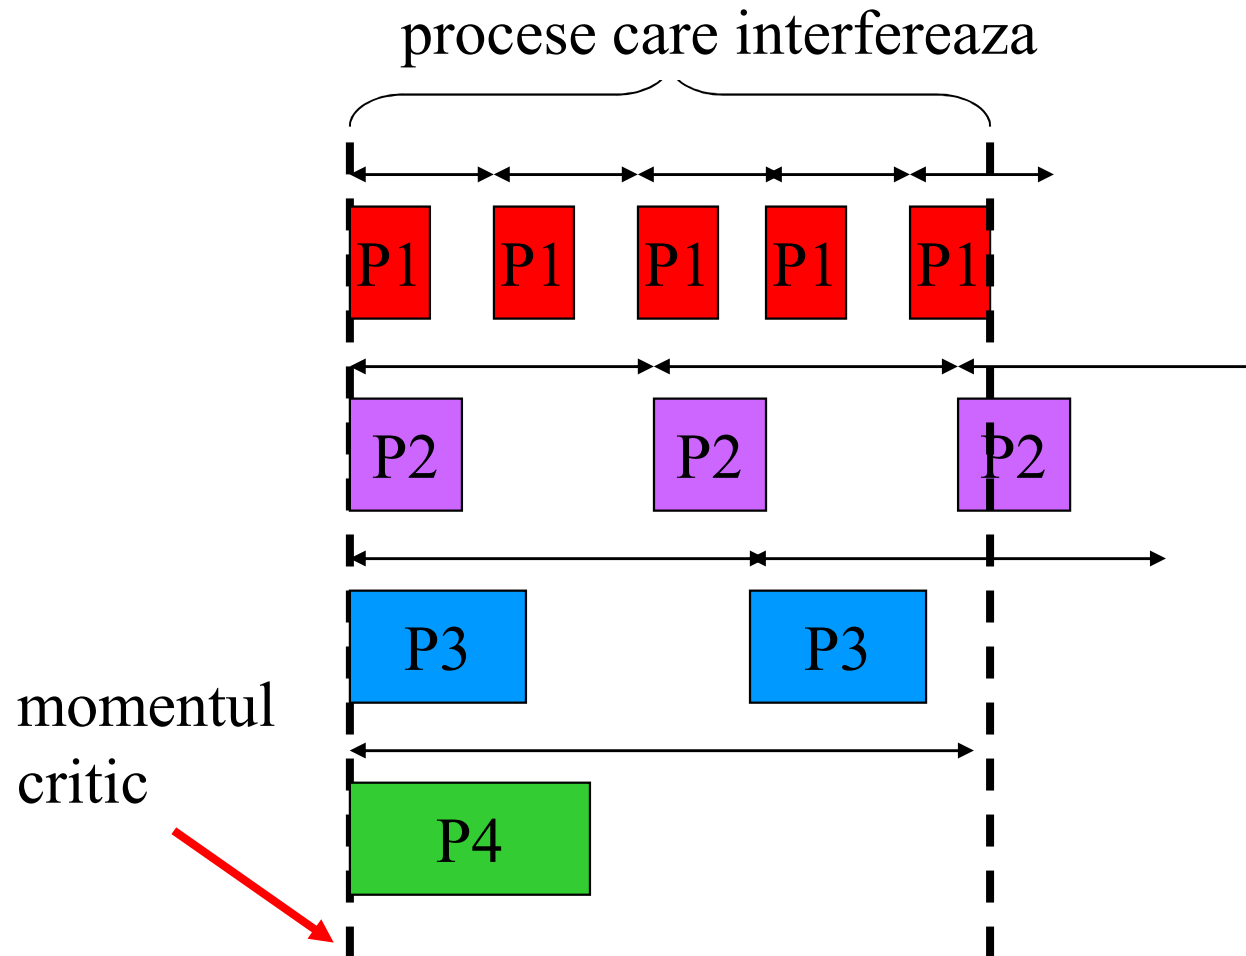 procese care interfereaza
P1 P1 P1 P1 P1
P2 P2 P2
P3 P3
momentul
critic
P4